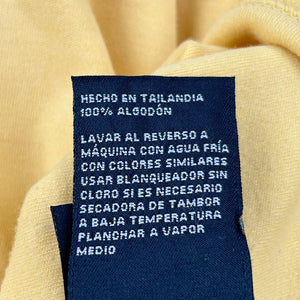 HECHO EN TAILANDIA
100% ALGODÓN
LAVAR AL REVERSO A
MÁQUINA CON AGUA FRÍA
CON COLORES SIMILARES
USAR BLANQUEADOR SIN
CLORO SI ES NECESARIO
SECADORA DE TAMBOR
A BAJA TEMPERATURA
PLANCHAR A VAPOR
MEDIO